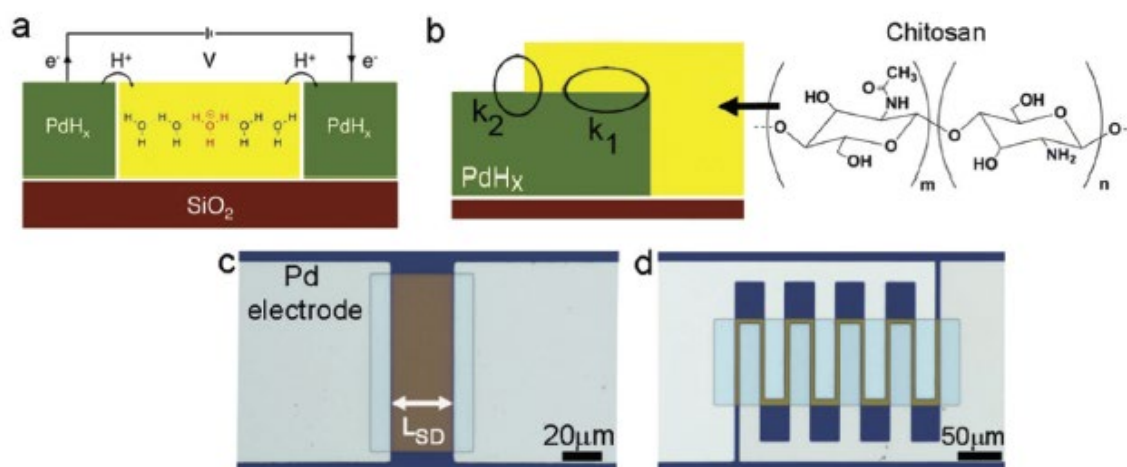 a
e⁻
H⁺
V
H⁺
e⁻
PdHₓ
H H H ⊕ H H H
H O H O H O H O H O H
H H H H H
PdHₓ
SiO₂
b
k₂
k₁
PdHₓ
Chitosan
CH₃
O
NH
HO
O
O
OH
m
OH
O
O
HO
NH₂
n
c
Pd
electrode
L_SD
20μm
d
50μm